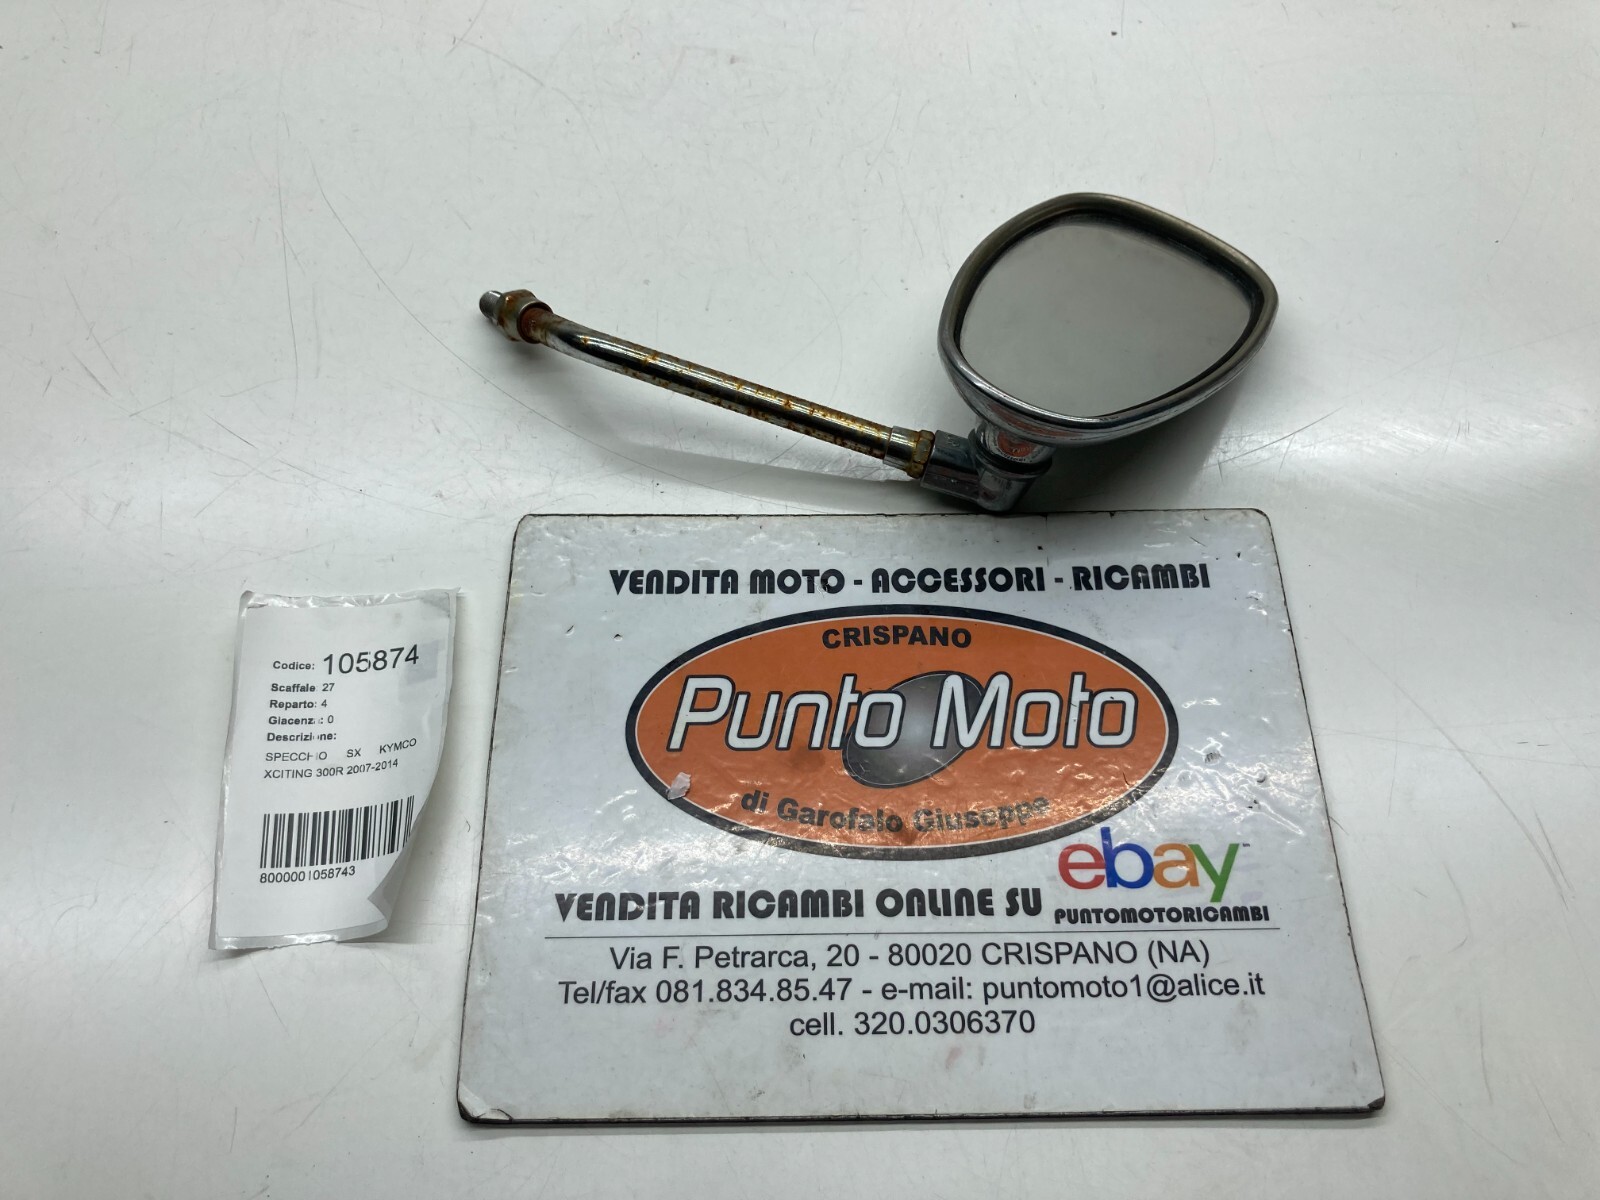 Codice: 105874
Scaffale: 27
Reparto: 4
Giacenza: 0
Descrizione:
SPECCHIO SX KYMCO
XCITING 300R 2007-2014
8000001058743
VENDITA MOTO - ACCESSORI - RICAMBI
CRISPANO
Punto Moto
di Garofalo Giuseppe
ebay
VENDITA RICAMBI ONLINE SU
PUNTOMOTORICAMBI
Via F. Petrarca, 20 - 80020 CRISPANO (NA)
Tel/fax 081.834.85.47 - e-mail: puntomoto1@alice.it
cell. 320.0306370